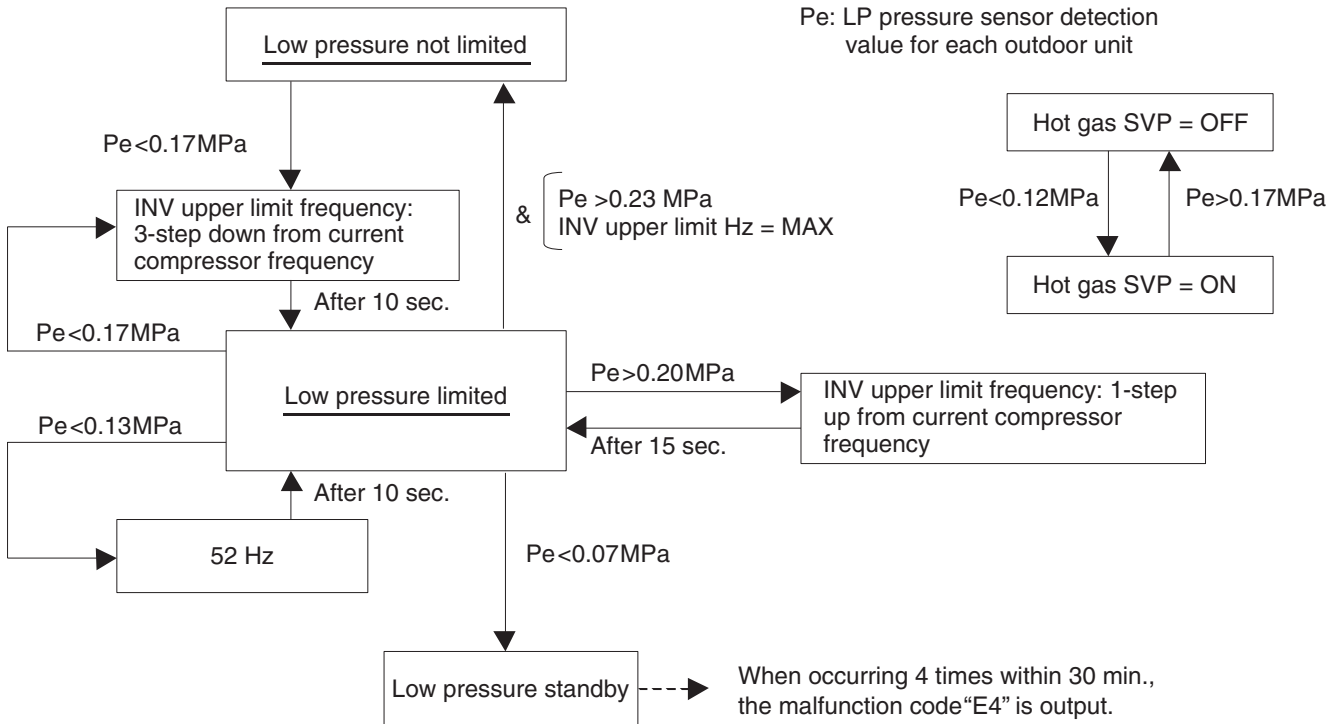 Low pressure not limited
Pe: LP pressure sensor detection
value for each outdoor unit
Pe<0.17MPa
INV upper limit frequency:
3-step down from current
compressor frequency
&
Pe >0.23 MPa
INV upper limit Hz = MAX
Hot gas SVP = OFF
Pe<0.12MPa
Pe>0.17MPa
Hot gas SVP = ON
After 10 sec.
Pe<0.17MPa
Low pressure limited
Pe>0.20MPa
After 15 sec.
INV upper limit frequency: 1-step
up from current compressor
frequency
Pe<0.13MPa
After 10 sec.
52 Hz
Pe<0.07MPa
Low pressure standby
When occurring 4 times within 30 min.,
the malfunction code“E4” is output.